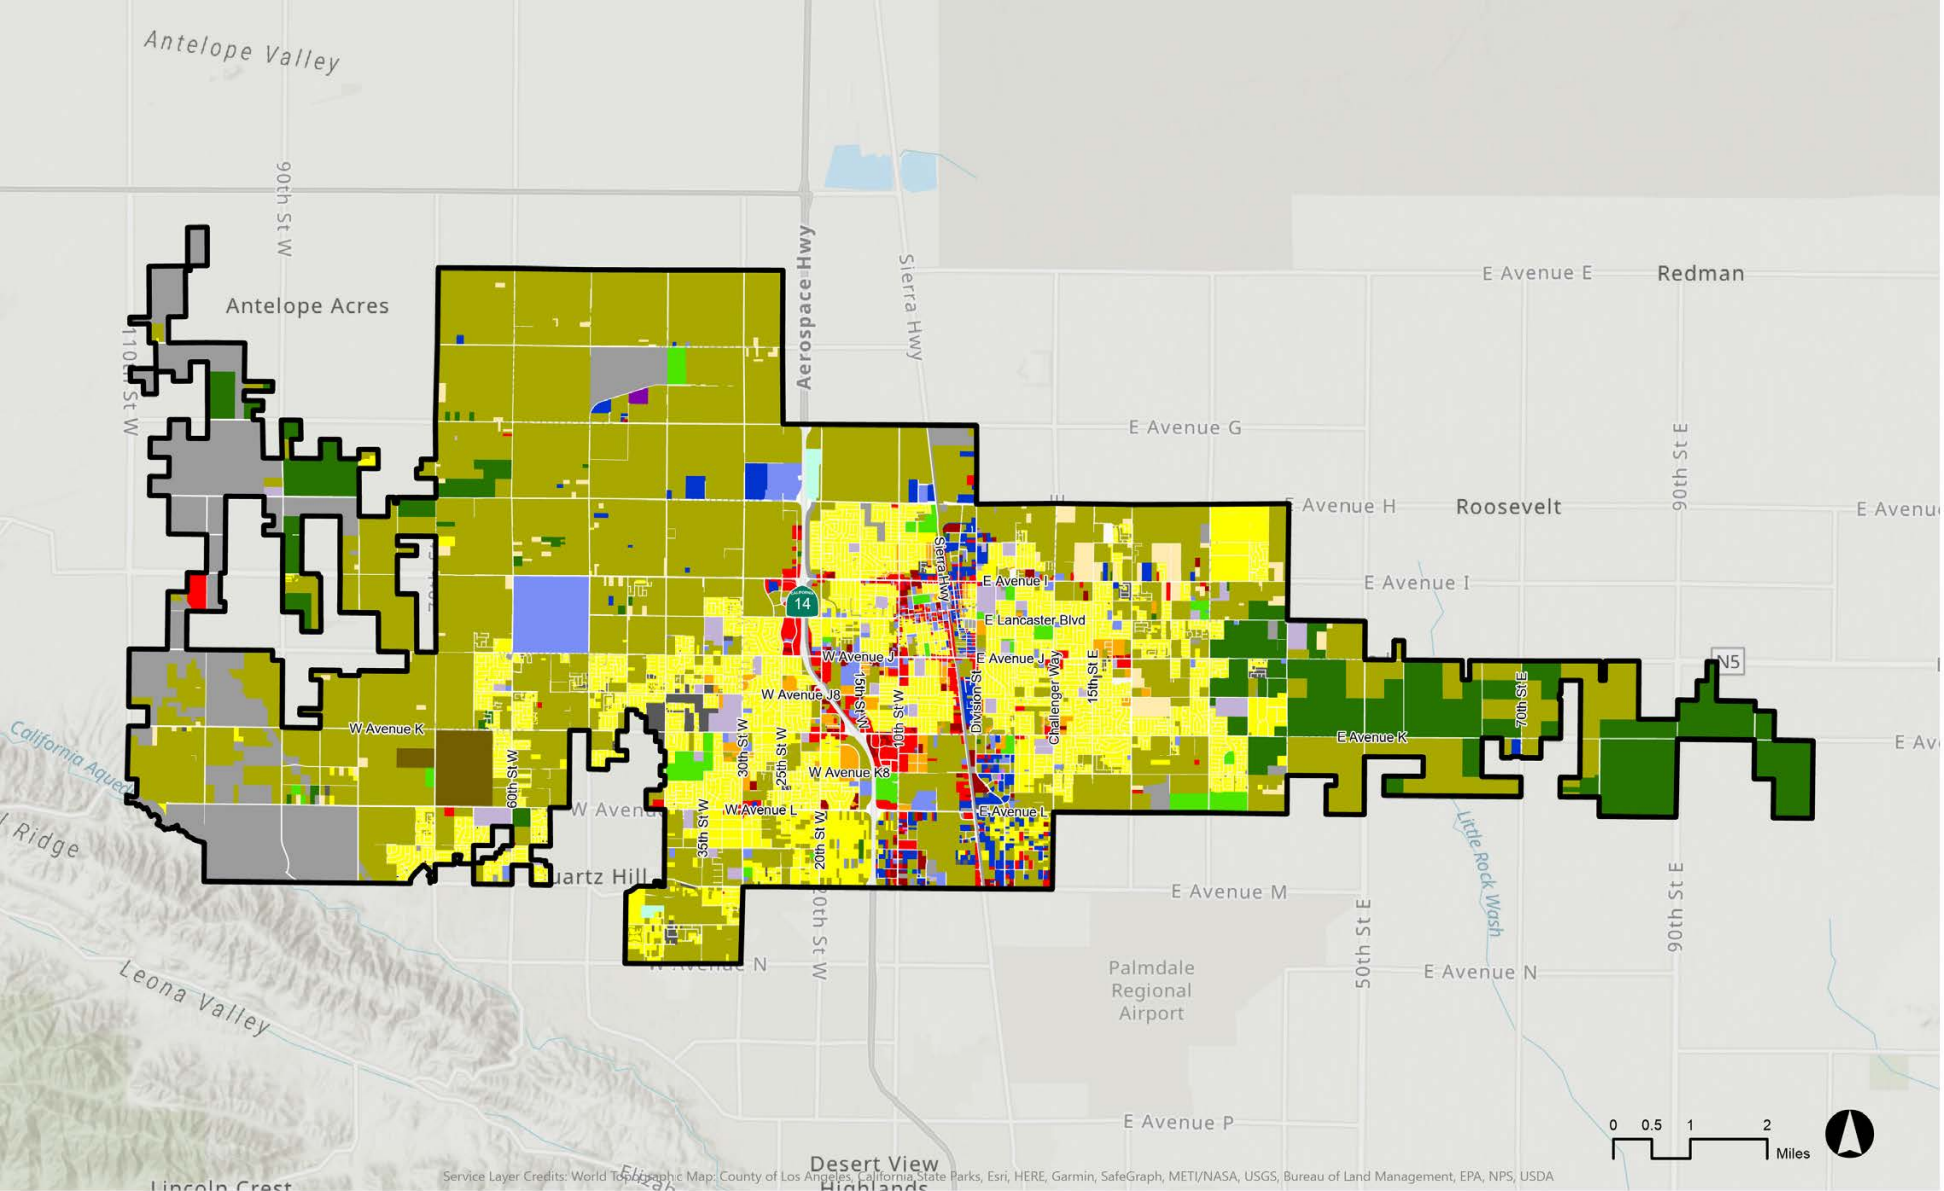 Antelope Valley
90th St W
Aerospace Hwy
Sierra Hwy
E Avenue E
Redman
Antelope Acres
110th St W
E Avenue G
90th St E
Avenue H
Roosevelt
E Avenu
Sierra Hwy
E Avenue I
E Avenue I
CALIFORNIA
14
E Lancaster Blvd
W Avenue J
E Avenue J
15th St E
N5
W Avenue J8
15th St W
10th St W
Division St
Challenger Way
70th St E
W Avenue K
30th St W
25th St W
E Avenue K
E Av
California Aqued
60th St W
W Avenue K8
W Avenu
W Avenue L
E Avenue L
35th St W
20th St W
Little Rock Wash
l Ridge
uartz Hill
E Avenue M
90th St E
20th St W
50th St E
W Avenue N
E Avenue N
Palmdale
Regional
Airport
Leona Valley
E Avenue P
0 0.5 1 2
Miles
Desert View
Highlands
Elizab
Lincoln Crest
Service Layer Credits: World Topographic Map: County of Los Angeles, California State Parks, Esri, HERE, Garmin, SafeGraph, METI/NASA, USGS, Bureau of Land Management, EPA, NPS, USDA